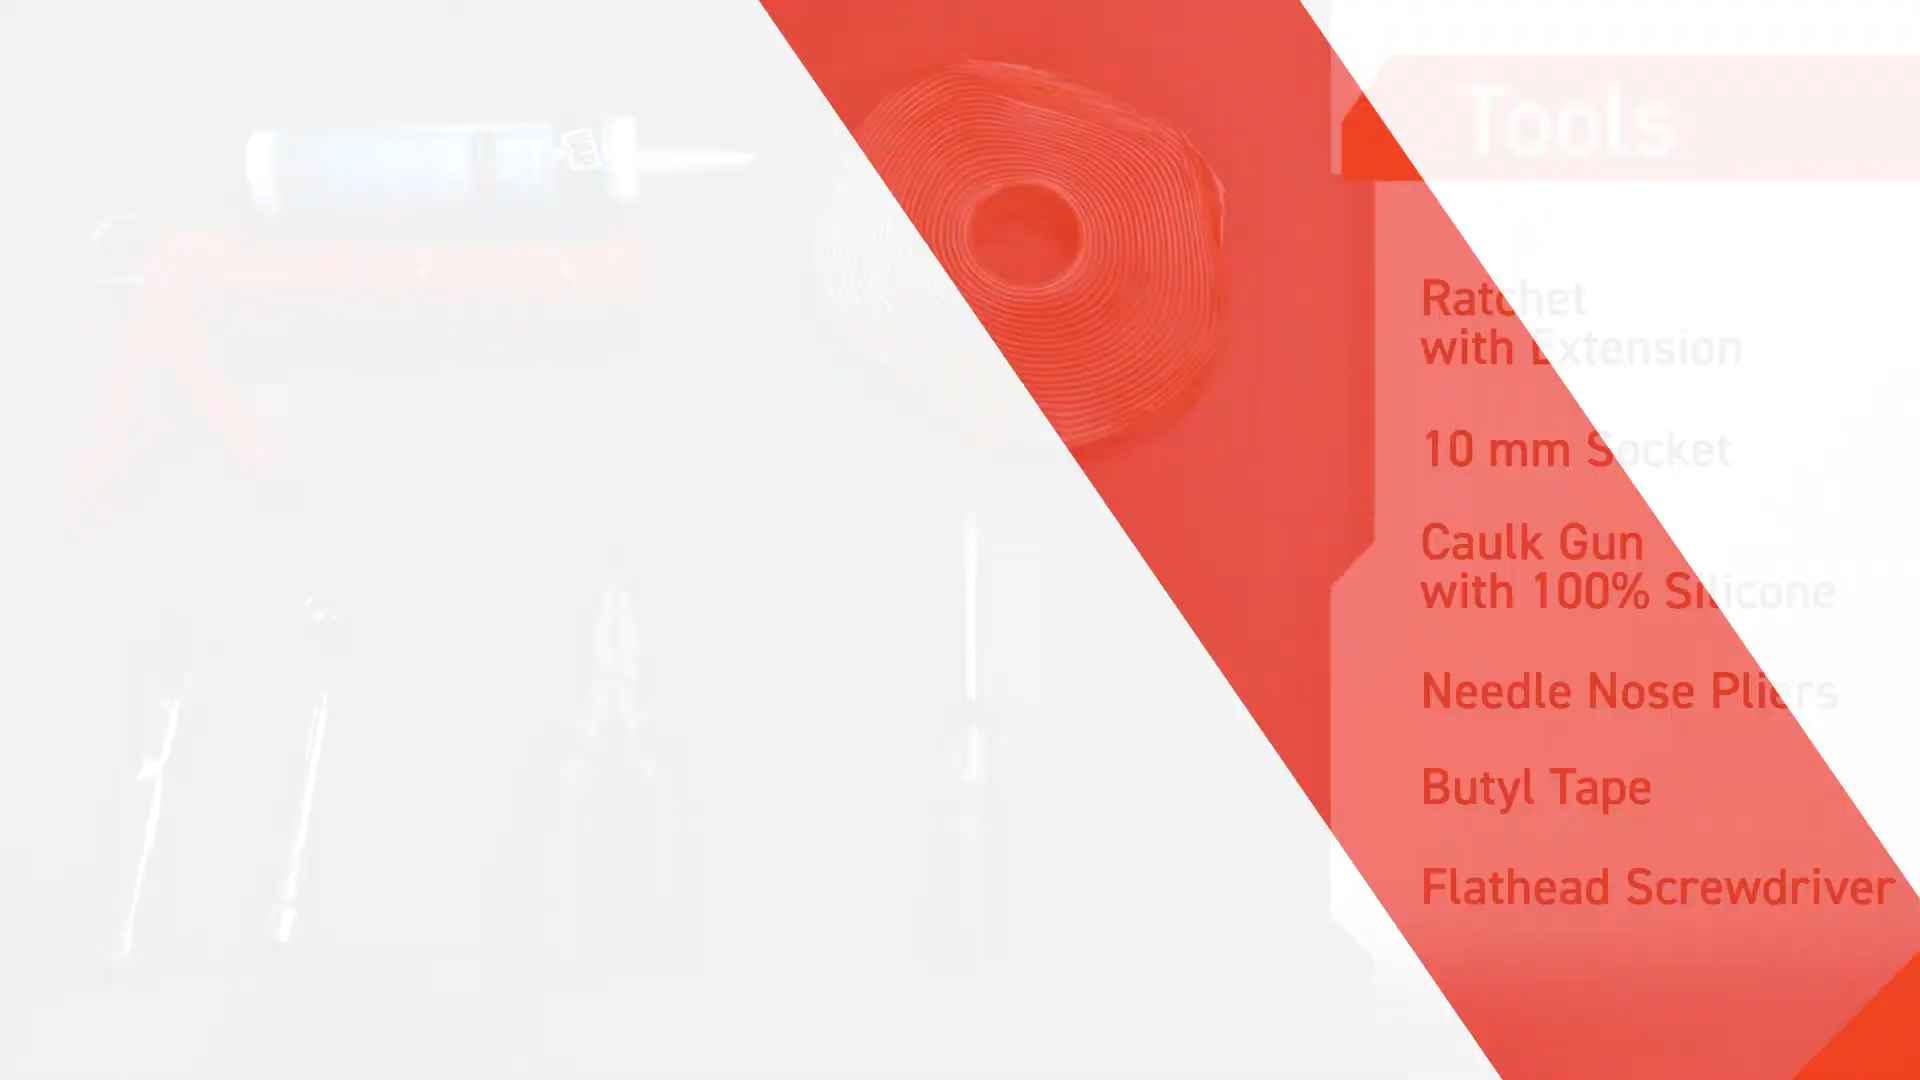 Tools
Ratchet
with Extension
10 mm Socket
Caulk Gun
with 100% Silicone
Needle Nose Pliers
Butyl Tape
Flathead Screwdriver